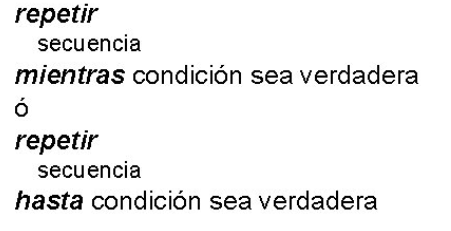 repetir
secuencia
mientras condición sea verdadera
ó
repetir
secuencia
hasta condición sea verdadera